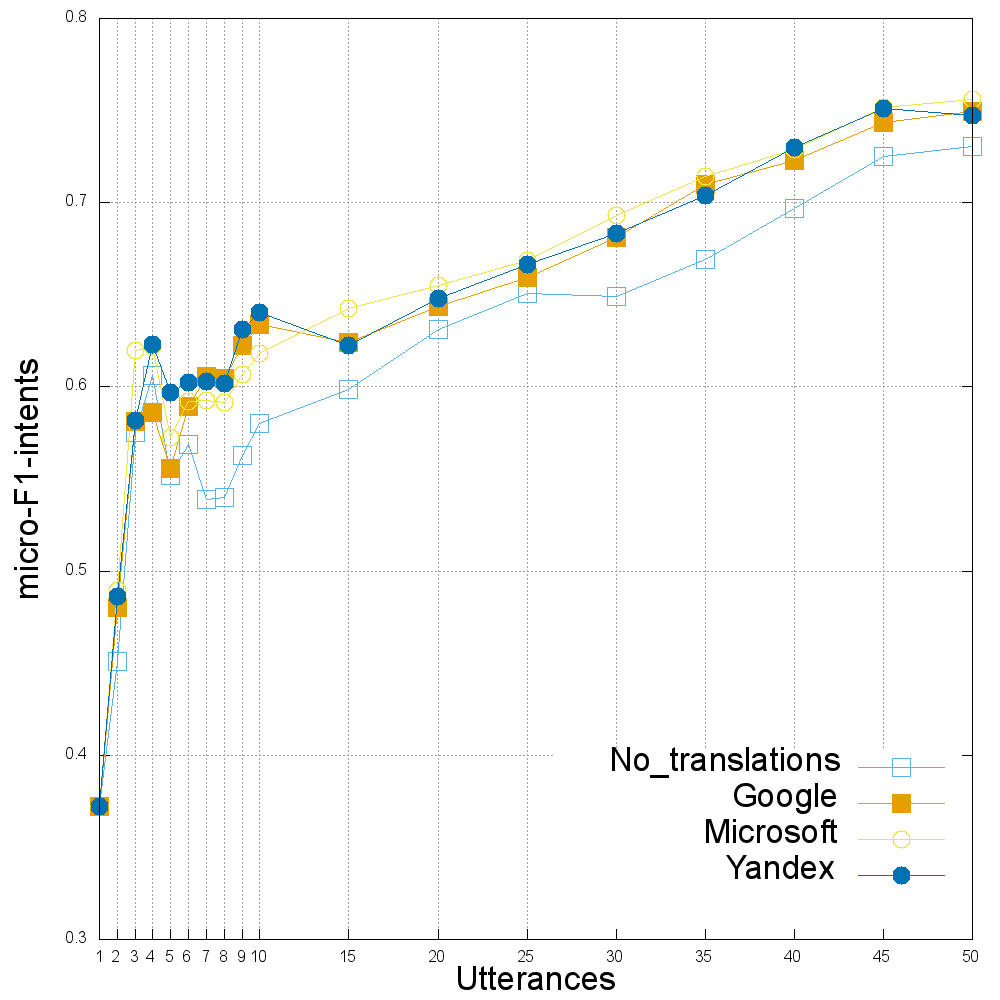 0.8
0.7
0.6
0.5
0.4
0.3
micro-F1-intents
No_translations
Google
Microsoft
Yandex
1 2 3 4 5 6 7 8 9 10 15 20 25 30 35 40 45 50
Utterances